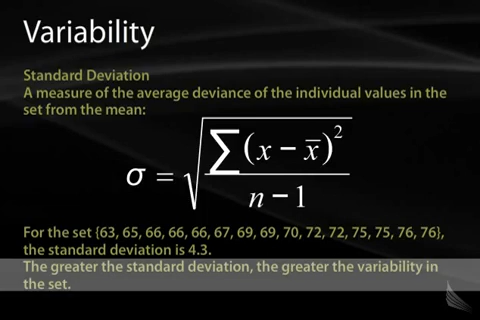 Variability
Standard Deviation
A measure of the average deviance of the individual values in the
set from the mean:
σ = √(∑(x − x̄)² / (n − 1))
For the set {63, 65, 66, 66, 66, 67, 69, 69, 70, 72, 72, 75, 75, 76, 76},
the standard deviation is 4.3.
The greater the standard deviation, the greater the variability in
the set.